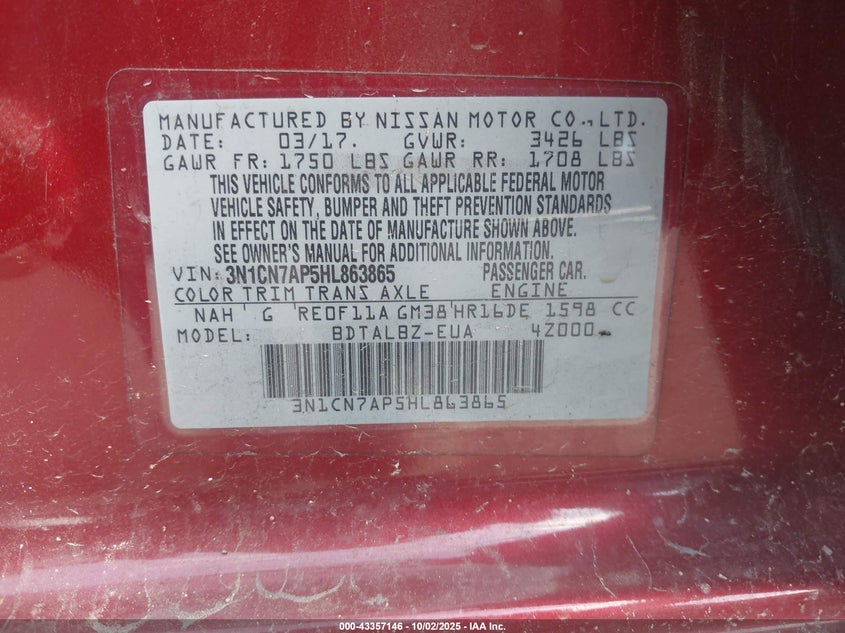 MANUFACTURED BY NISSAN MOTOR CO.,LTD.
DATE: 03/17. GVWR: 3426 LBS
GAWR FR: 1750 LBS GAWR RR: 1708 LBS
THIS VEHICLE CONFORMS TO ALL APPLICABLE FEDERAL MOTOR
VEHICLE SAFETY, BUMPER AND THEFT PREVENTION STANDARDS
IN EFFECT ON THE DATE OF MANUFACTURE SHOWN ABOVE.
SEE OWNER'S MANUAL FOR ADDITIONAL INFORMATION.
VIN: 3N1CN7AP5HL863865 PASSENGER CAR.
COLOR TRIM TRANS AXLE ENGINE
NAH G RE0F11A GM38 HR16DE 1598 CC
MODEL: BDTALBZ-EUA 4Z000
3N1CN7AP5HL863865
000-43357146 - 10/02/2025 - IAA Inc.